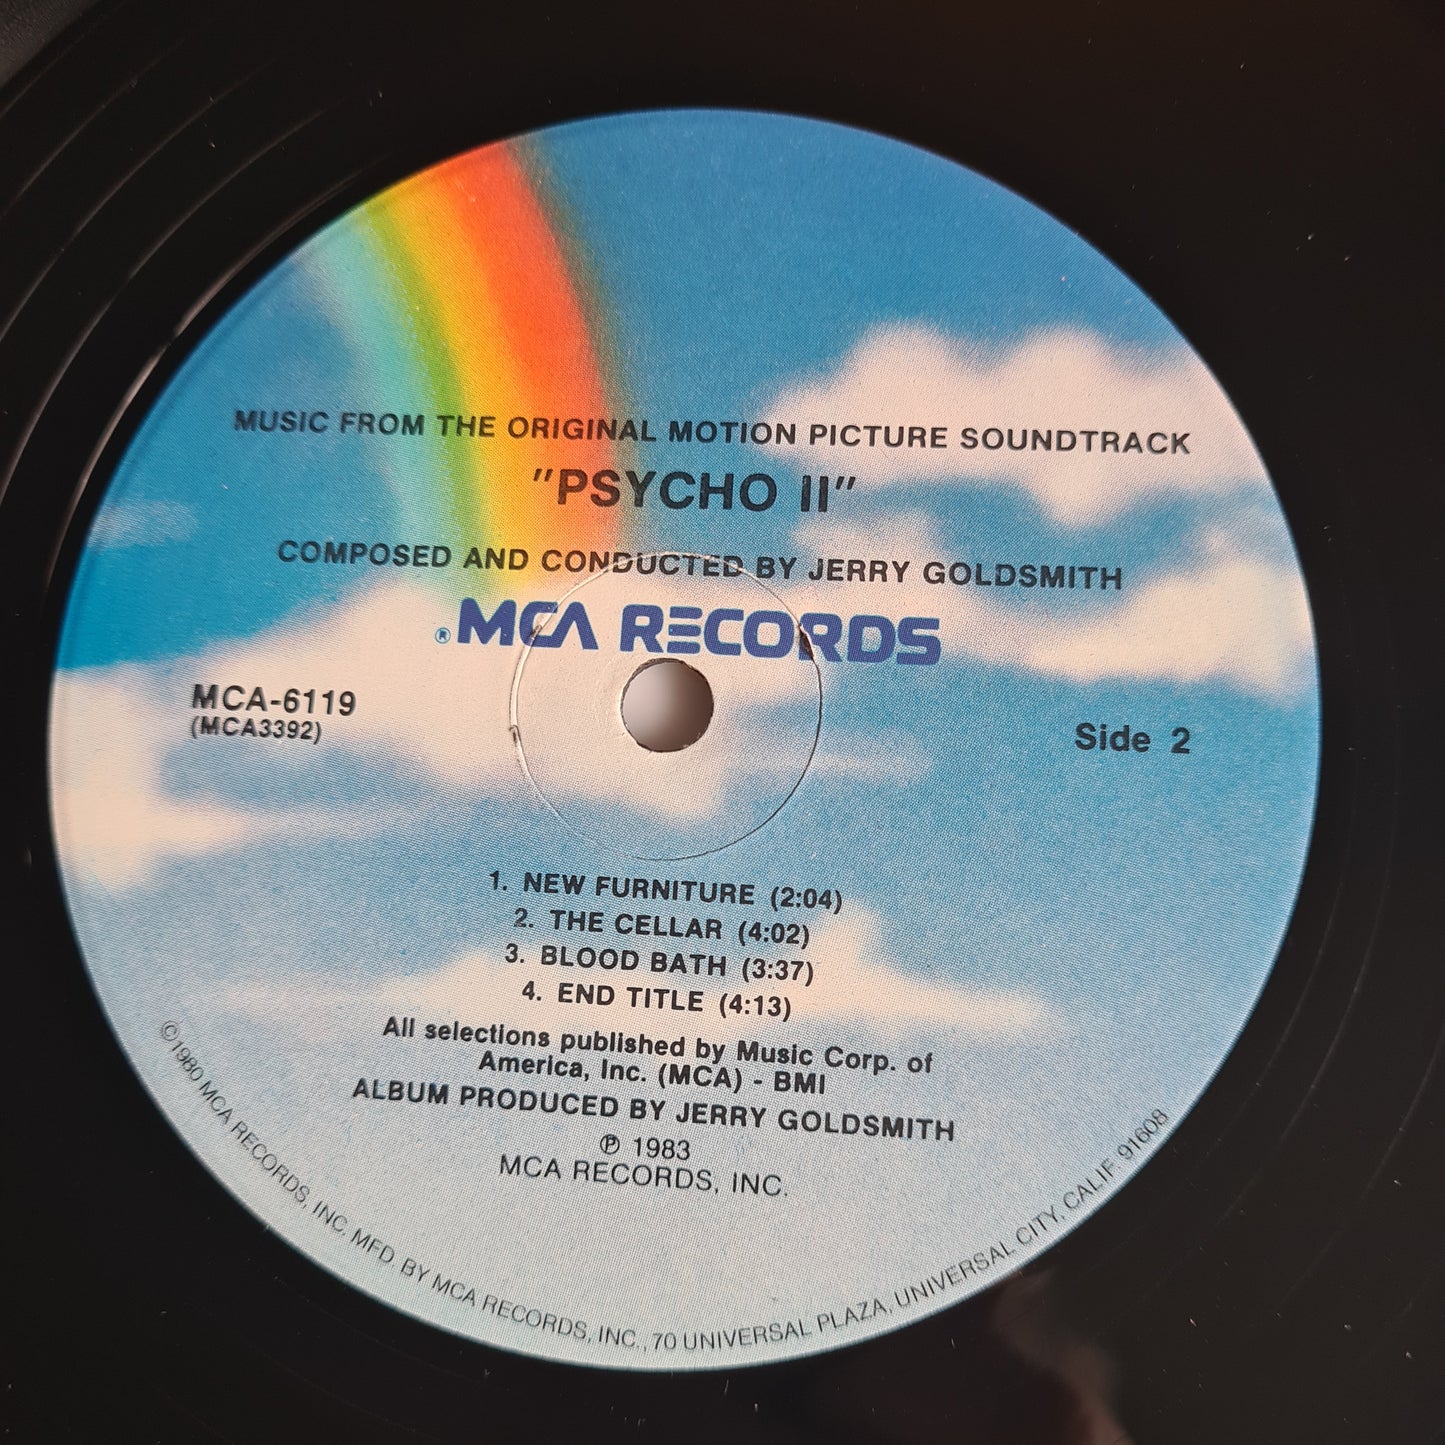 MUSIC FROM THE ORIGINAL MOTION PICTURE SOUNDTRACK
"PSYCHO II"
COMPOSED AND CONDUCTED BY JERRY GOLDSMITH
®MCA RECORDS
MCA-6119
(MCA3392)
Side 2
1. NEW FURNITURE (2:04)
2. THE CELLAR (4:02)
3. BLOOD BATH (3:37)
4. END TITLE (4:13)
All selections published by Music Corp. of
America, Inc. (MCA) - BMI
ALBUM PRODUCED BY JERRY GOLDSMITH
℗ 1983
MCA RECORDS, INC.
©1980 MCA RECORDS, INC. MFD. BY MCA RECORDS, INC., 70 UNIVERSAL PLAZA, UNIVERSAL CITY, CALIF. 91608